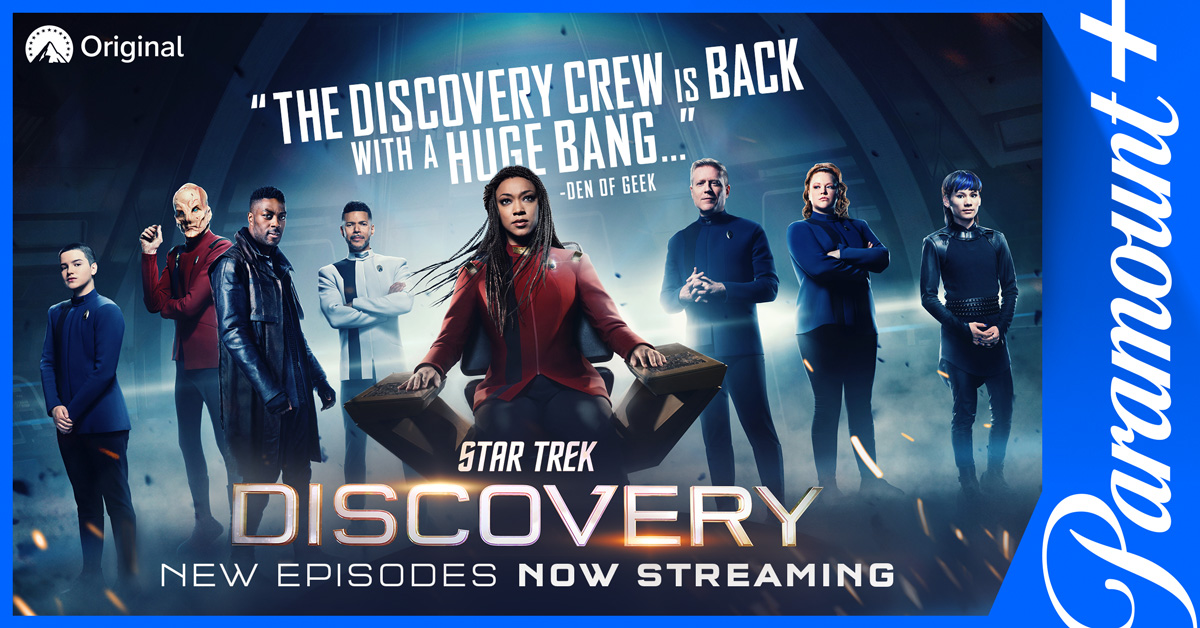 Original
“THE DISCOVERY CREW IS BACK
WITH A HUGE BANG...”
-DEN OF GEEK
STAR TREK
DISCOVERY
NEW EPISODES NOW STREAMING
Paramount+